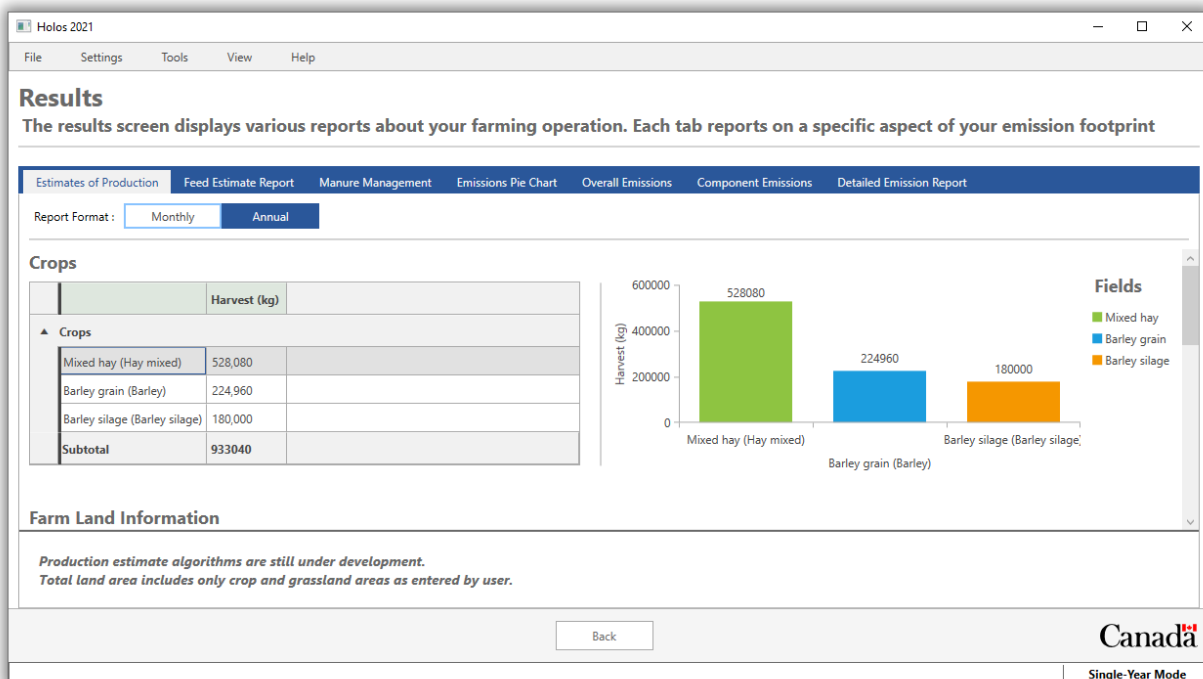 Holos 2021
File Settings Tools View Help
Results
The results screen displays various reports about your farming operation. Each tab reports on a specific aspect of your emission footprint
Estimates of Production Feed Estimate Report Manure Management Emissions Pie Chart Overall Emissions Component Emissions Detailed Emission Report
Report Format : Monthly Annual
Crops
Harvest (kg)
Crops
Mixed hay (Hay mixed) 528,080
Barley grain (Barley) 224,960
Barley silage (Barley silage) 180,000
Subtotal 933040
Harvest (kg)
600000
400000
200000
0
528080
224960
180000
Mixed hay (Hay mixed)
Barley grain (Barley)
Barley silage (Barley silage)
Fields
Mixed hay
Barley grain
Barley silage
Farm Land Information
Production estimate algorithms are still under development.
Total land area includes only crop and grassland areas as entered by user.
Back
Canada
Single-Year Mode